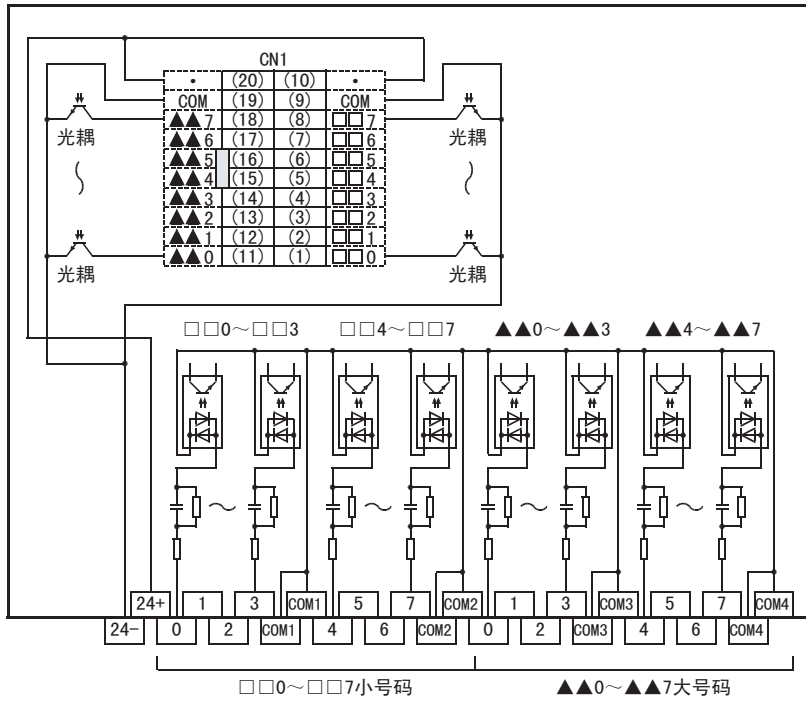 CN1
• (20) (10) •
COM (19) (9) COM
▲▲7 (18) (8) □□7
▲▲6 (17) (7) □□6
▲▲5 (16) (6) □□5
▲▲4 (15) (5) □□4
▲▲3 (14) (4) □□3
▲▲2 (13) (3) □□2
▲▲1 (12) (2) □□1
▲▲0 (11) (1) □□0
光耦 光耦
光耦 光耦
□□0～□□3 □□4～□□7 ▲▲0～▲▲3 ▲▲4～▲▲7
24+ 1 3 COM1 5 7 COM2 1 3 COM3 5 7 COM4
24- 0 2 COM1 4 6 COM2 0 2 COM3 4 6 COM4
□□0～□□7小号码 ▲▲0～▲▲7大号码